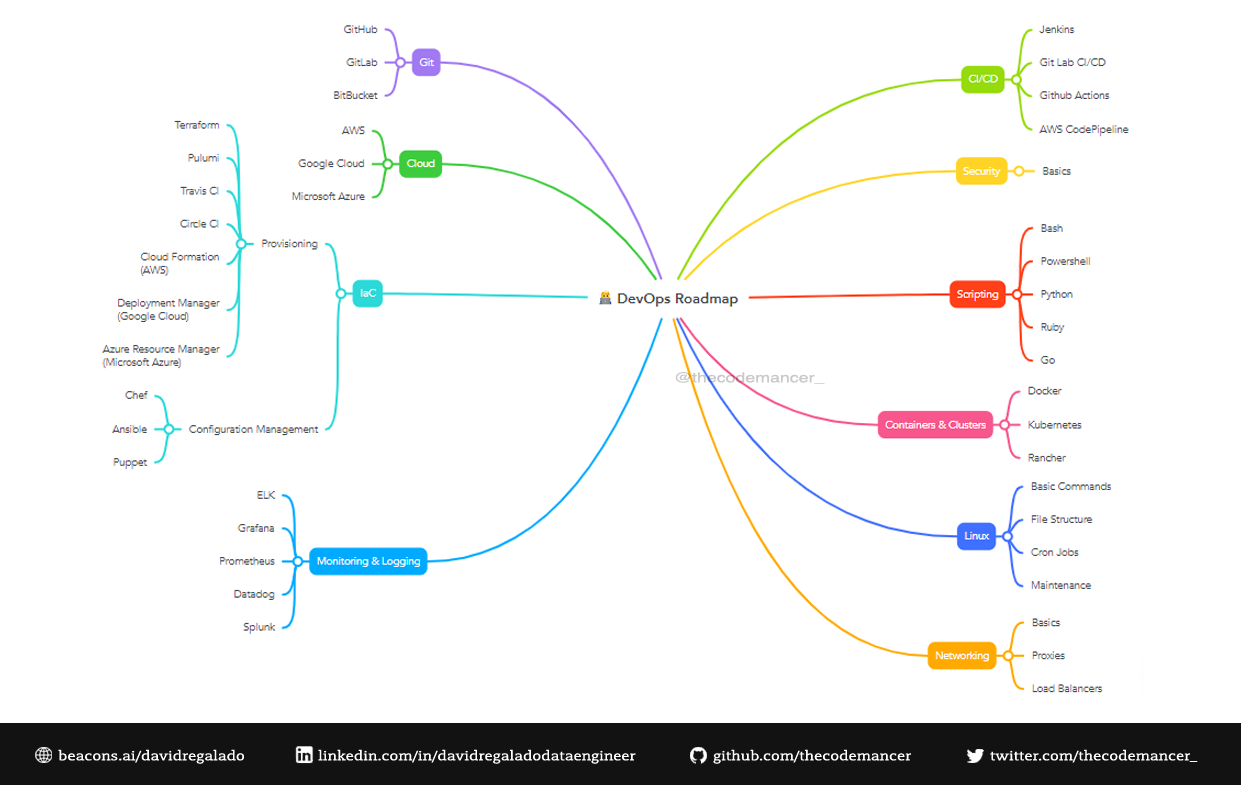 GitHub
GitLab
BitBucket
Git
AWS
Google Cloud
Microsoft Azure
Cloud
Terraform
Pulumi
Travis CI
Circle CI
Cloud Formation
(AWS)
Deployment Manager
(Google Cloud)
Azure Resource Manager
(Microsoft Azure)
Provisioning
IaC
Chef
Ansible
Puppet
Configuration Management
ELK
Grafana
Prometheus
Datadog
Splunk
Monitoring & Logging
DevOps Roadmap
@thecodemancer_
CI/CD
Jenkins
Git Lab CI/CD
Github Actions
AWS CodePipeline
Security
Basics
Scripting
Bash
Powershell
Python
Ruby
Go
Containers & Clusters
Docker
Kubernetes
Rancher
Linux
Basic Commands
File Structure
Cron Jobs
Maintenance
Networking
Basics
Proxies
Load Balancers
beacons.ai/davidregalado
linkedin.com/in/davidregaladodataengineer
github.com/thecodemancer
twitter.com/thecodemancer_